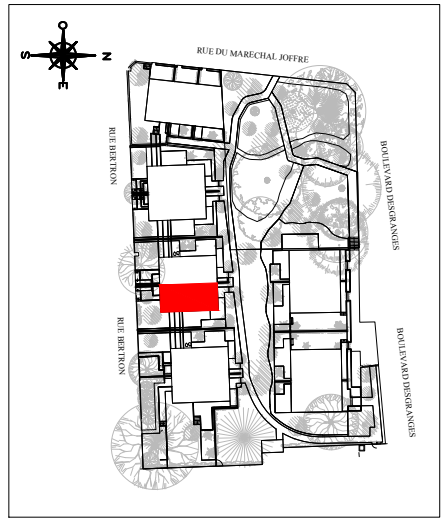 O
S
N
E
RUE DU MARECHAL JOFFRE
RUE BERTRON
BOULEVARD DESGRANGES
RUE BERTRON
BOULEVARD DESGRANGES